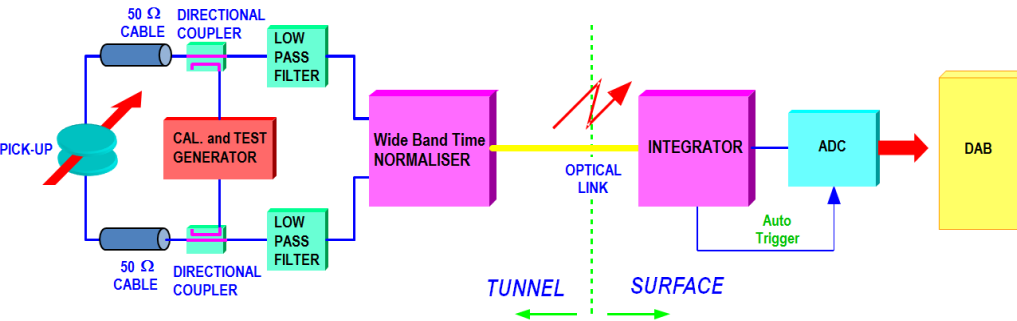 50 Ω
CABLE
DIRECTIONAL
COUPLER
LOW
PASS
FILTER
PICK-UP
CAL. and TEST
GENERATOR
Wide Band Time
NORMALISER
OPTICAL
LINK
INTEGRATOR
ADC
DAB
Auto
Trigger
50 Ω
CABLE
DIRECTIONAL
COUPLER
LOW
PASS
FILTER
TUNNEL
SURFACE